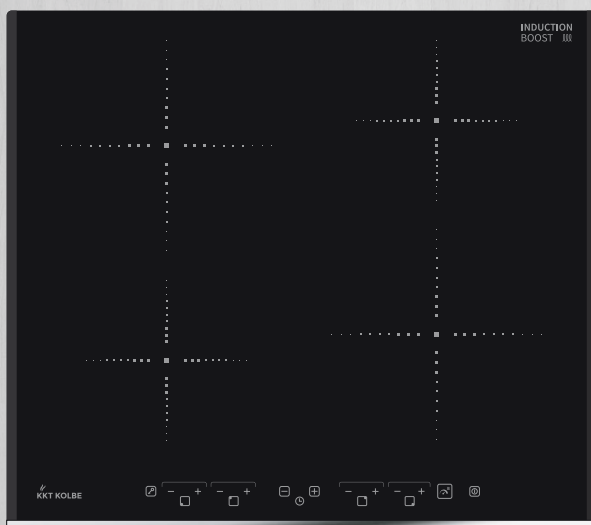 INDUCTION
BOOST
KKT KOLBE
− +
− +
− +
− +
− +